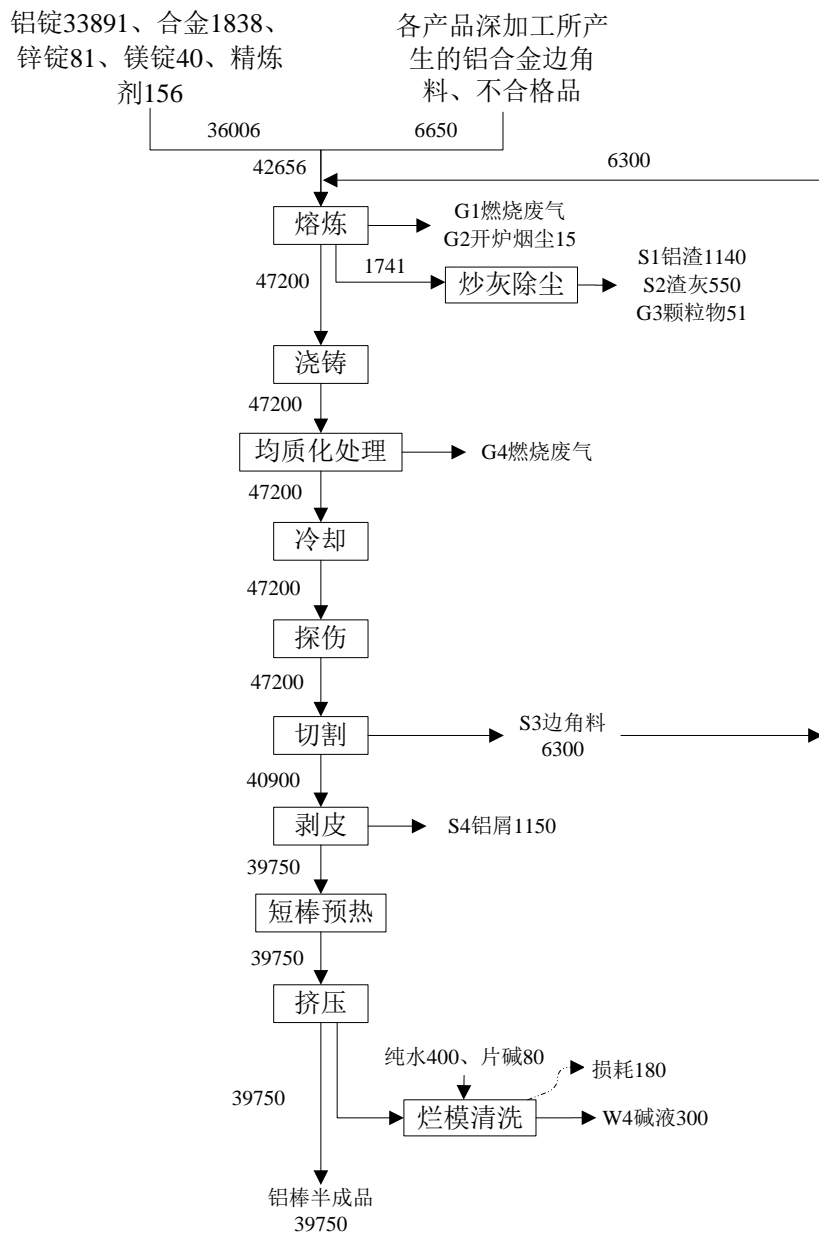 铝锭33891、合金1838、
锌锭81、镁锭40、精炼
剂156
各产品深加工所产
生的铝合金边角
料、不合格品
36006
6650
42656
6300
熔炼
G1燃烧废气
G2开炉烟尘15
1741
炒灰除尘
S1铝渣1140
S2渣灰550
G3颗粒物51
47200
浇铸
47200
均质化处理
G4燃烧废气
47200
冷却
47200
探伤
47200
切割
S3边角料
6300
40900
剥皮
S4铝屑1150
39750
短棒预热
39750
挤压
纯水400、片碱80
损耗180
39750
烂模清洗
W4碱液300
铝棒半成品
39750